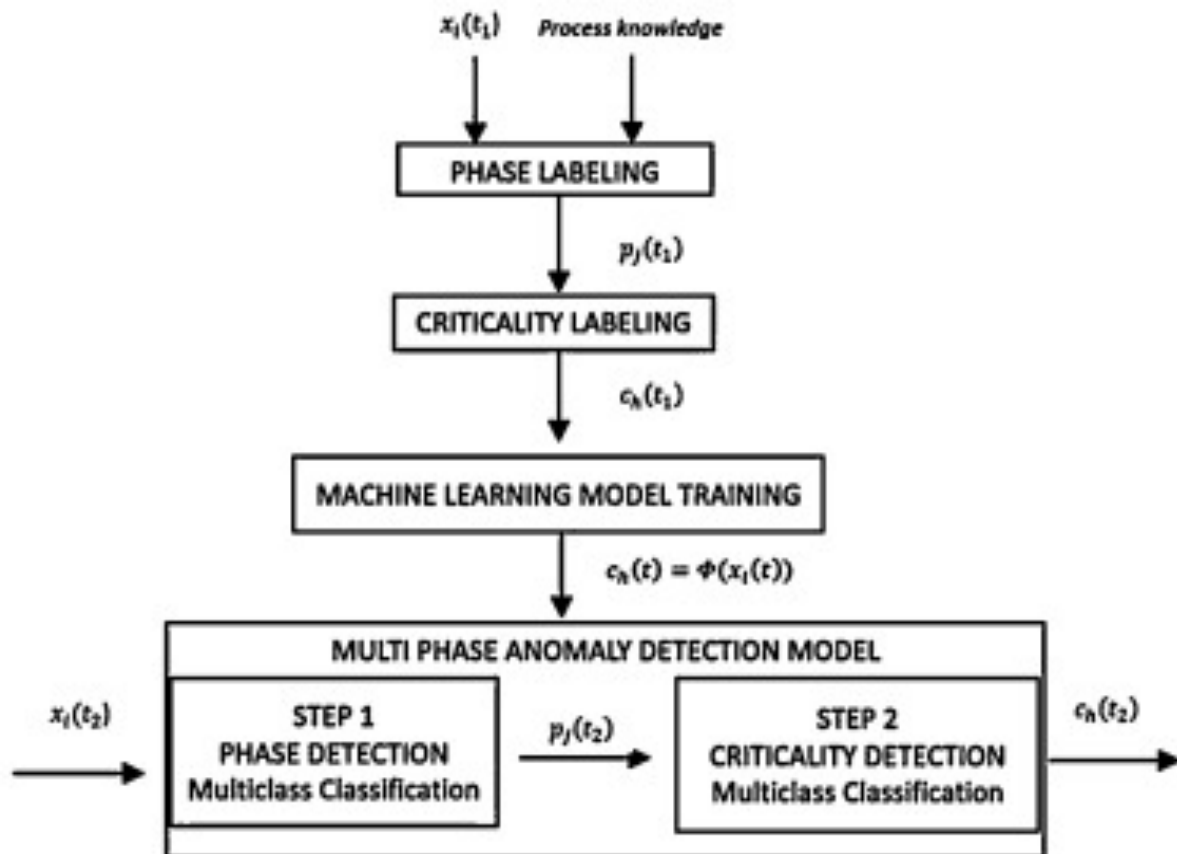 x_i(t_1) Process knowledge
PHASE LABELING
p_j(t_1)
CRITICALITY LABELING
c_h(t_1)
MACHINE LEARNING MODEL TRAINING
c_h(t) = Φ(x_i(t))
MULTI PHASE ANOMALY DETECTION MODEL
x_i(t_2)
STEP 1
PHASE DETECTION
Multiclass Classification
p_j(t_2)
STEP 2
CRITICALITY DETECTION
Multiclass Classification
c_h(t_2)